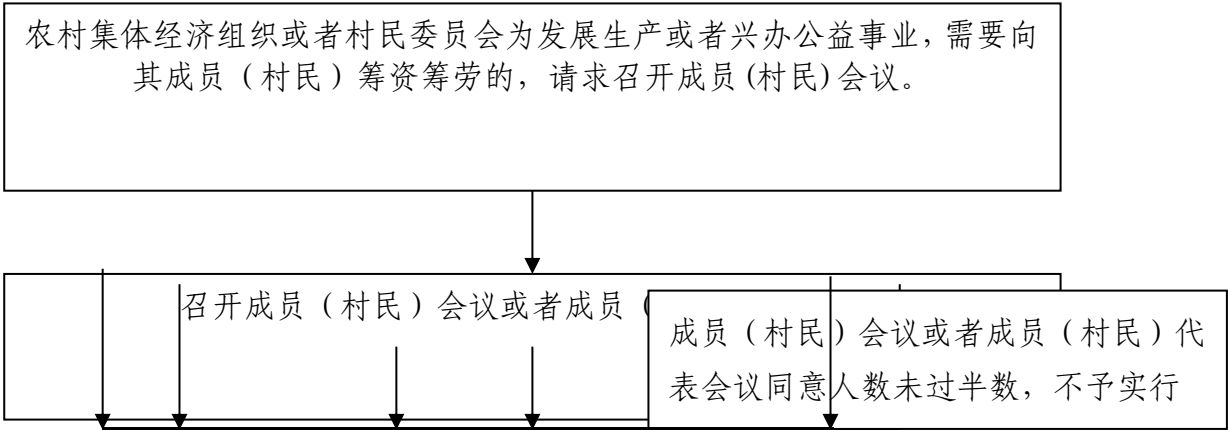 农村集体经济组织或者村民委员会为发展生产或者兴办公益事业,需要向
其成员（村民）筹资筹劳的，请求召开成员(村民)会议。
召开成员（村民）会议或者成员（
成员（村民）会议或者成员（村民）代
表会议同意人数未过半数，不予实行